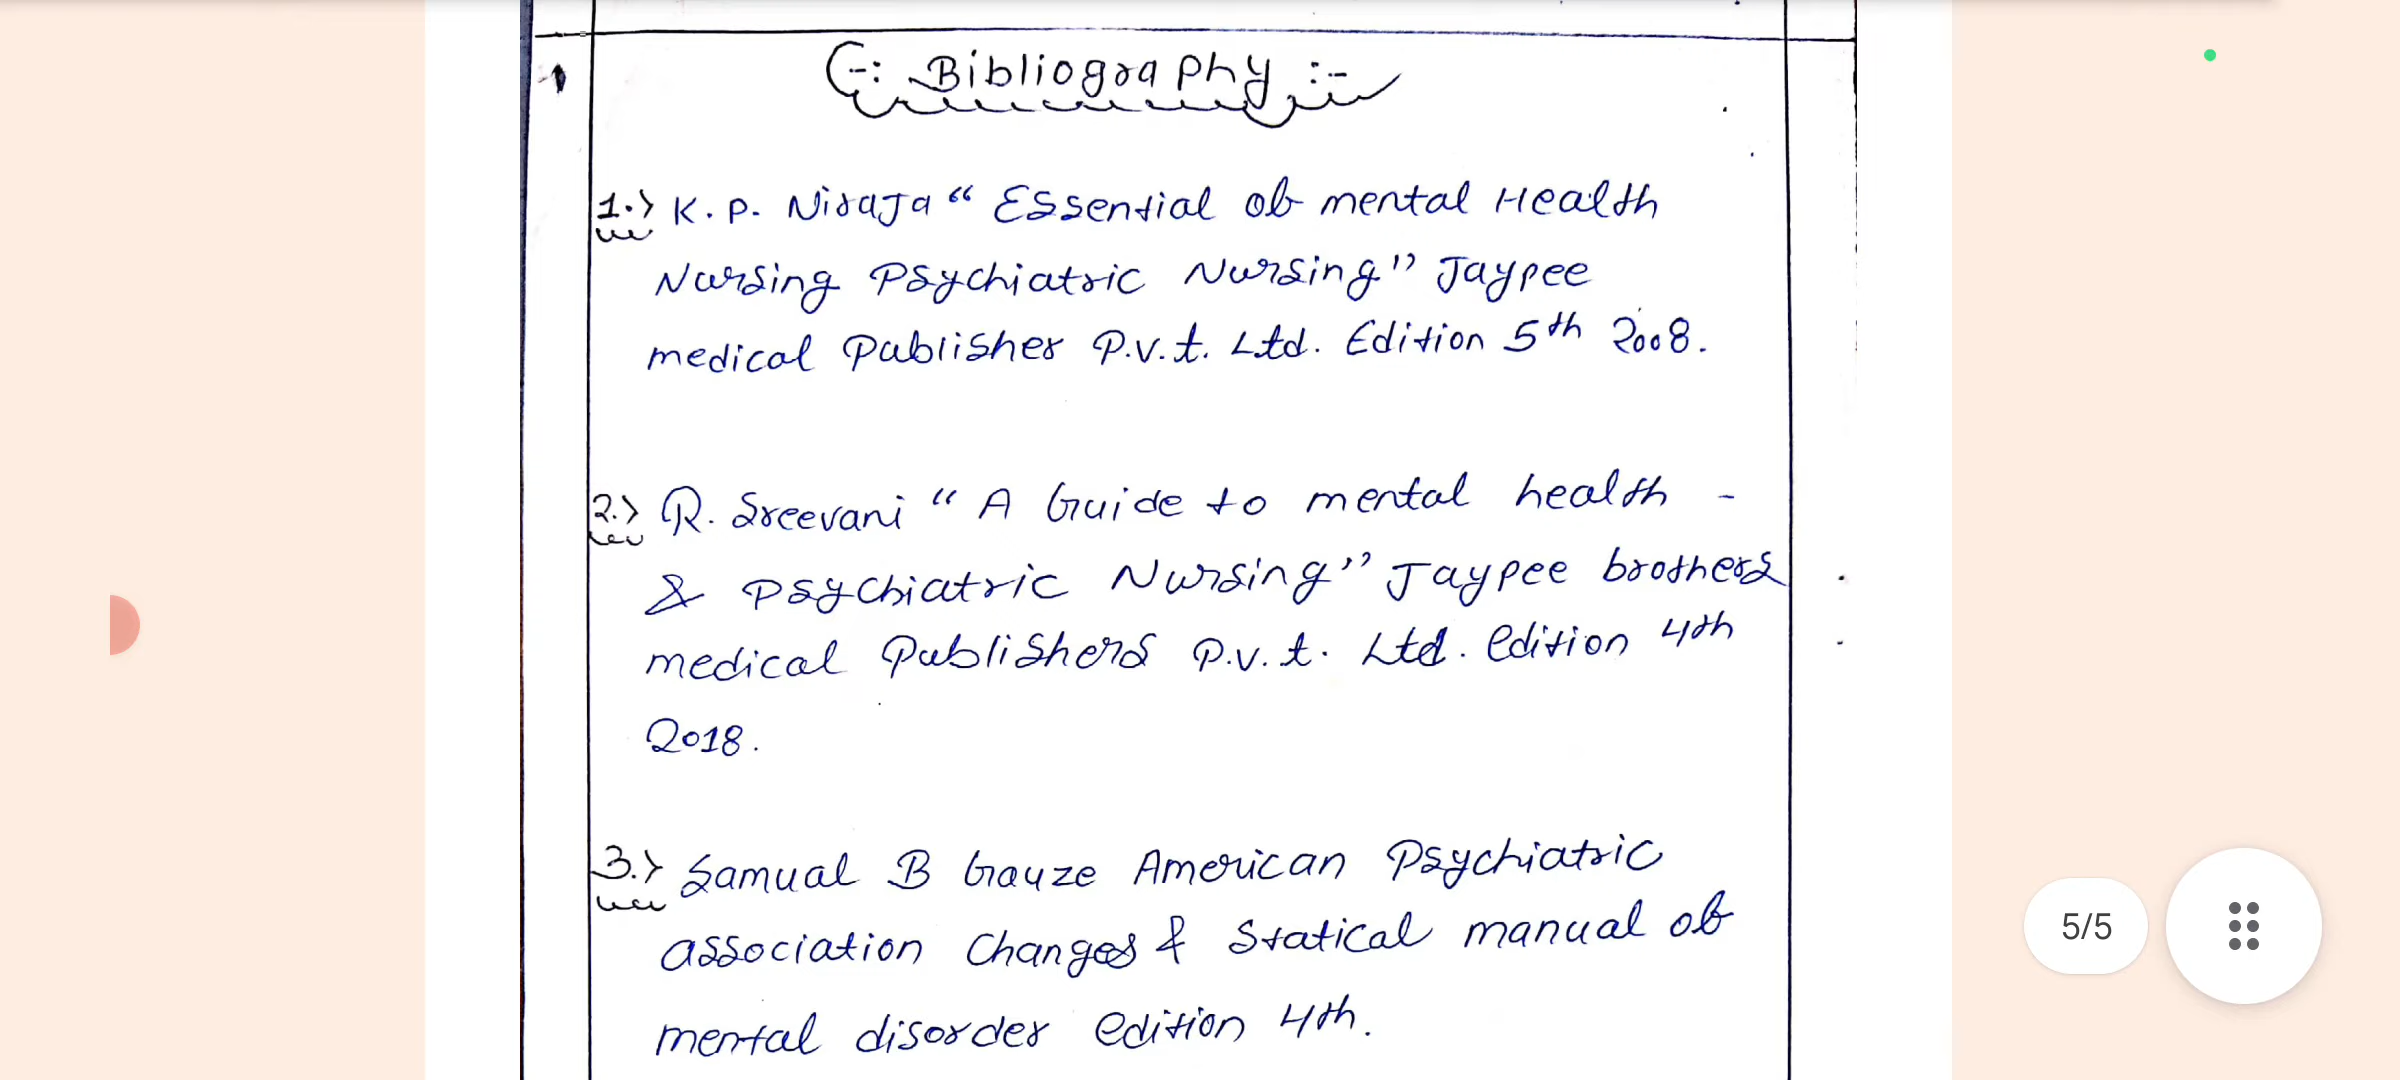 -: Bibliography :-
1.> K. P. Niraja “ Essential of mental Health
Nursing Psychiatric Nursing” Jaypee
medical Publisher P.v.t. Ltd. Edition 5th 2008.
2.> R. Sreevani “ A Guide to mental health -
& Psychiatric Nursing” Jaypee brothers
medical Publishers P.v.t. Ltd. edition 4th
2018.
3.> Samual B Gauze American Psychiatric
association Changes & Statical manual of
mental disorder edition 4th.
5/5